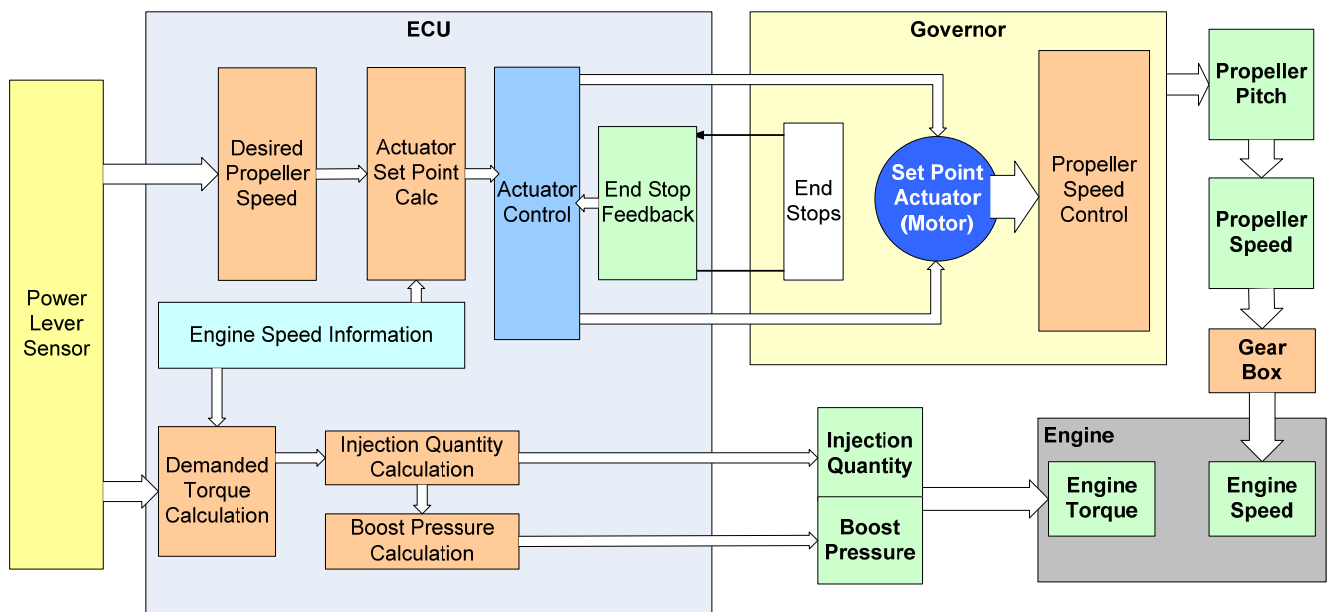 ECU
Governor
Power
Lever
Sensor
Desired
Propeller
Speed
Actuator
Set Point
Calc
Actuator
Control
End Stop
Feedback
End
Stops
Set Point
Actuator
(Motor)
Propeller
Speed
Control
Propeller
Pitch
Propeller
Speed
Gear
Box
Engine Speed Information
Demanded
Torque
Calculation
Injection Quantity
Calculation
Boost Pressure
Calculation
Injection
Quantity
Boost
Pressure
Engine
Engine
Torque
Engine
Speed